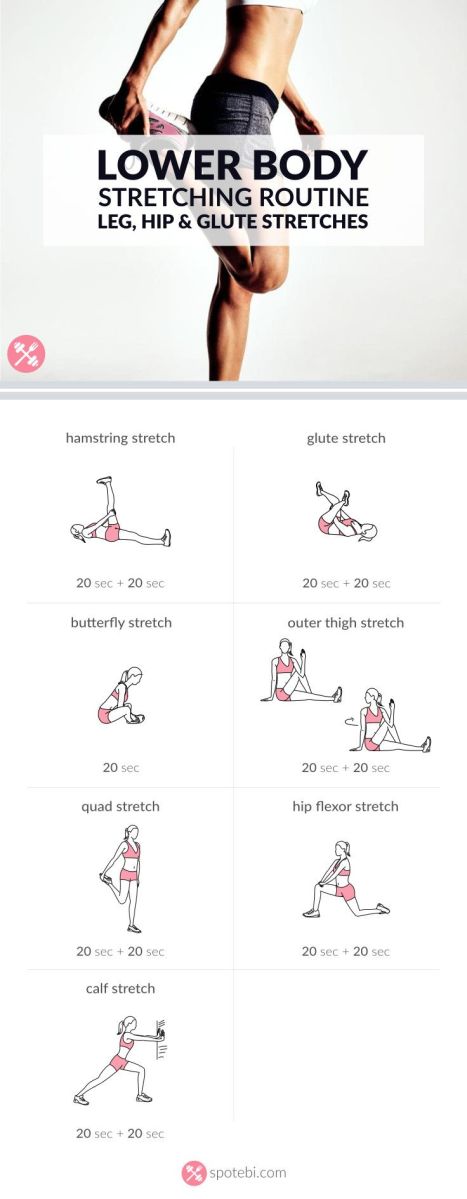 LOWER BODY
STRETCHING ROUTINE
LEG, HIP & GLUTE STRETCHES
hamstring stretch
20 sec + 20 sec
glute stretch
20 sec + 20 sec
butterfly stretch
20 sec
outer thigh stretch
20 sec + 20 sec
quad stretch
20 sec + 20 sec
hip flexor stretch
20 sec + 20 sec
calf stretch
20 sec + 20 sec
spotebi.com